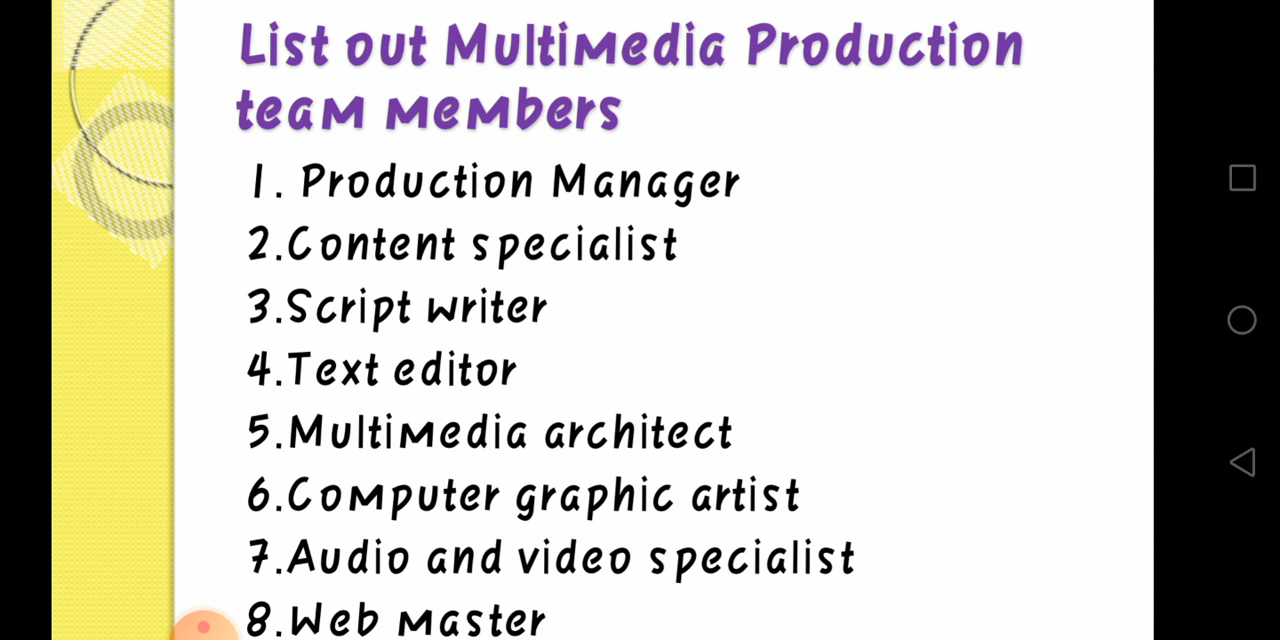 List out Multimedia Production
team members
1. Production Manager
2.Content specialist
3.Script writer
4.Text editor
5.Multimedia architect
6.Computer graphic artist
7.Audio and video specialist
8.Web master